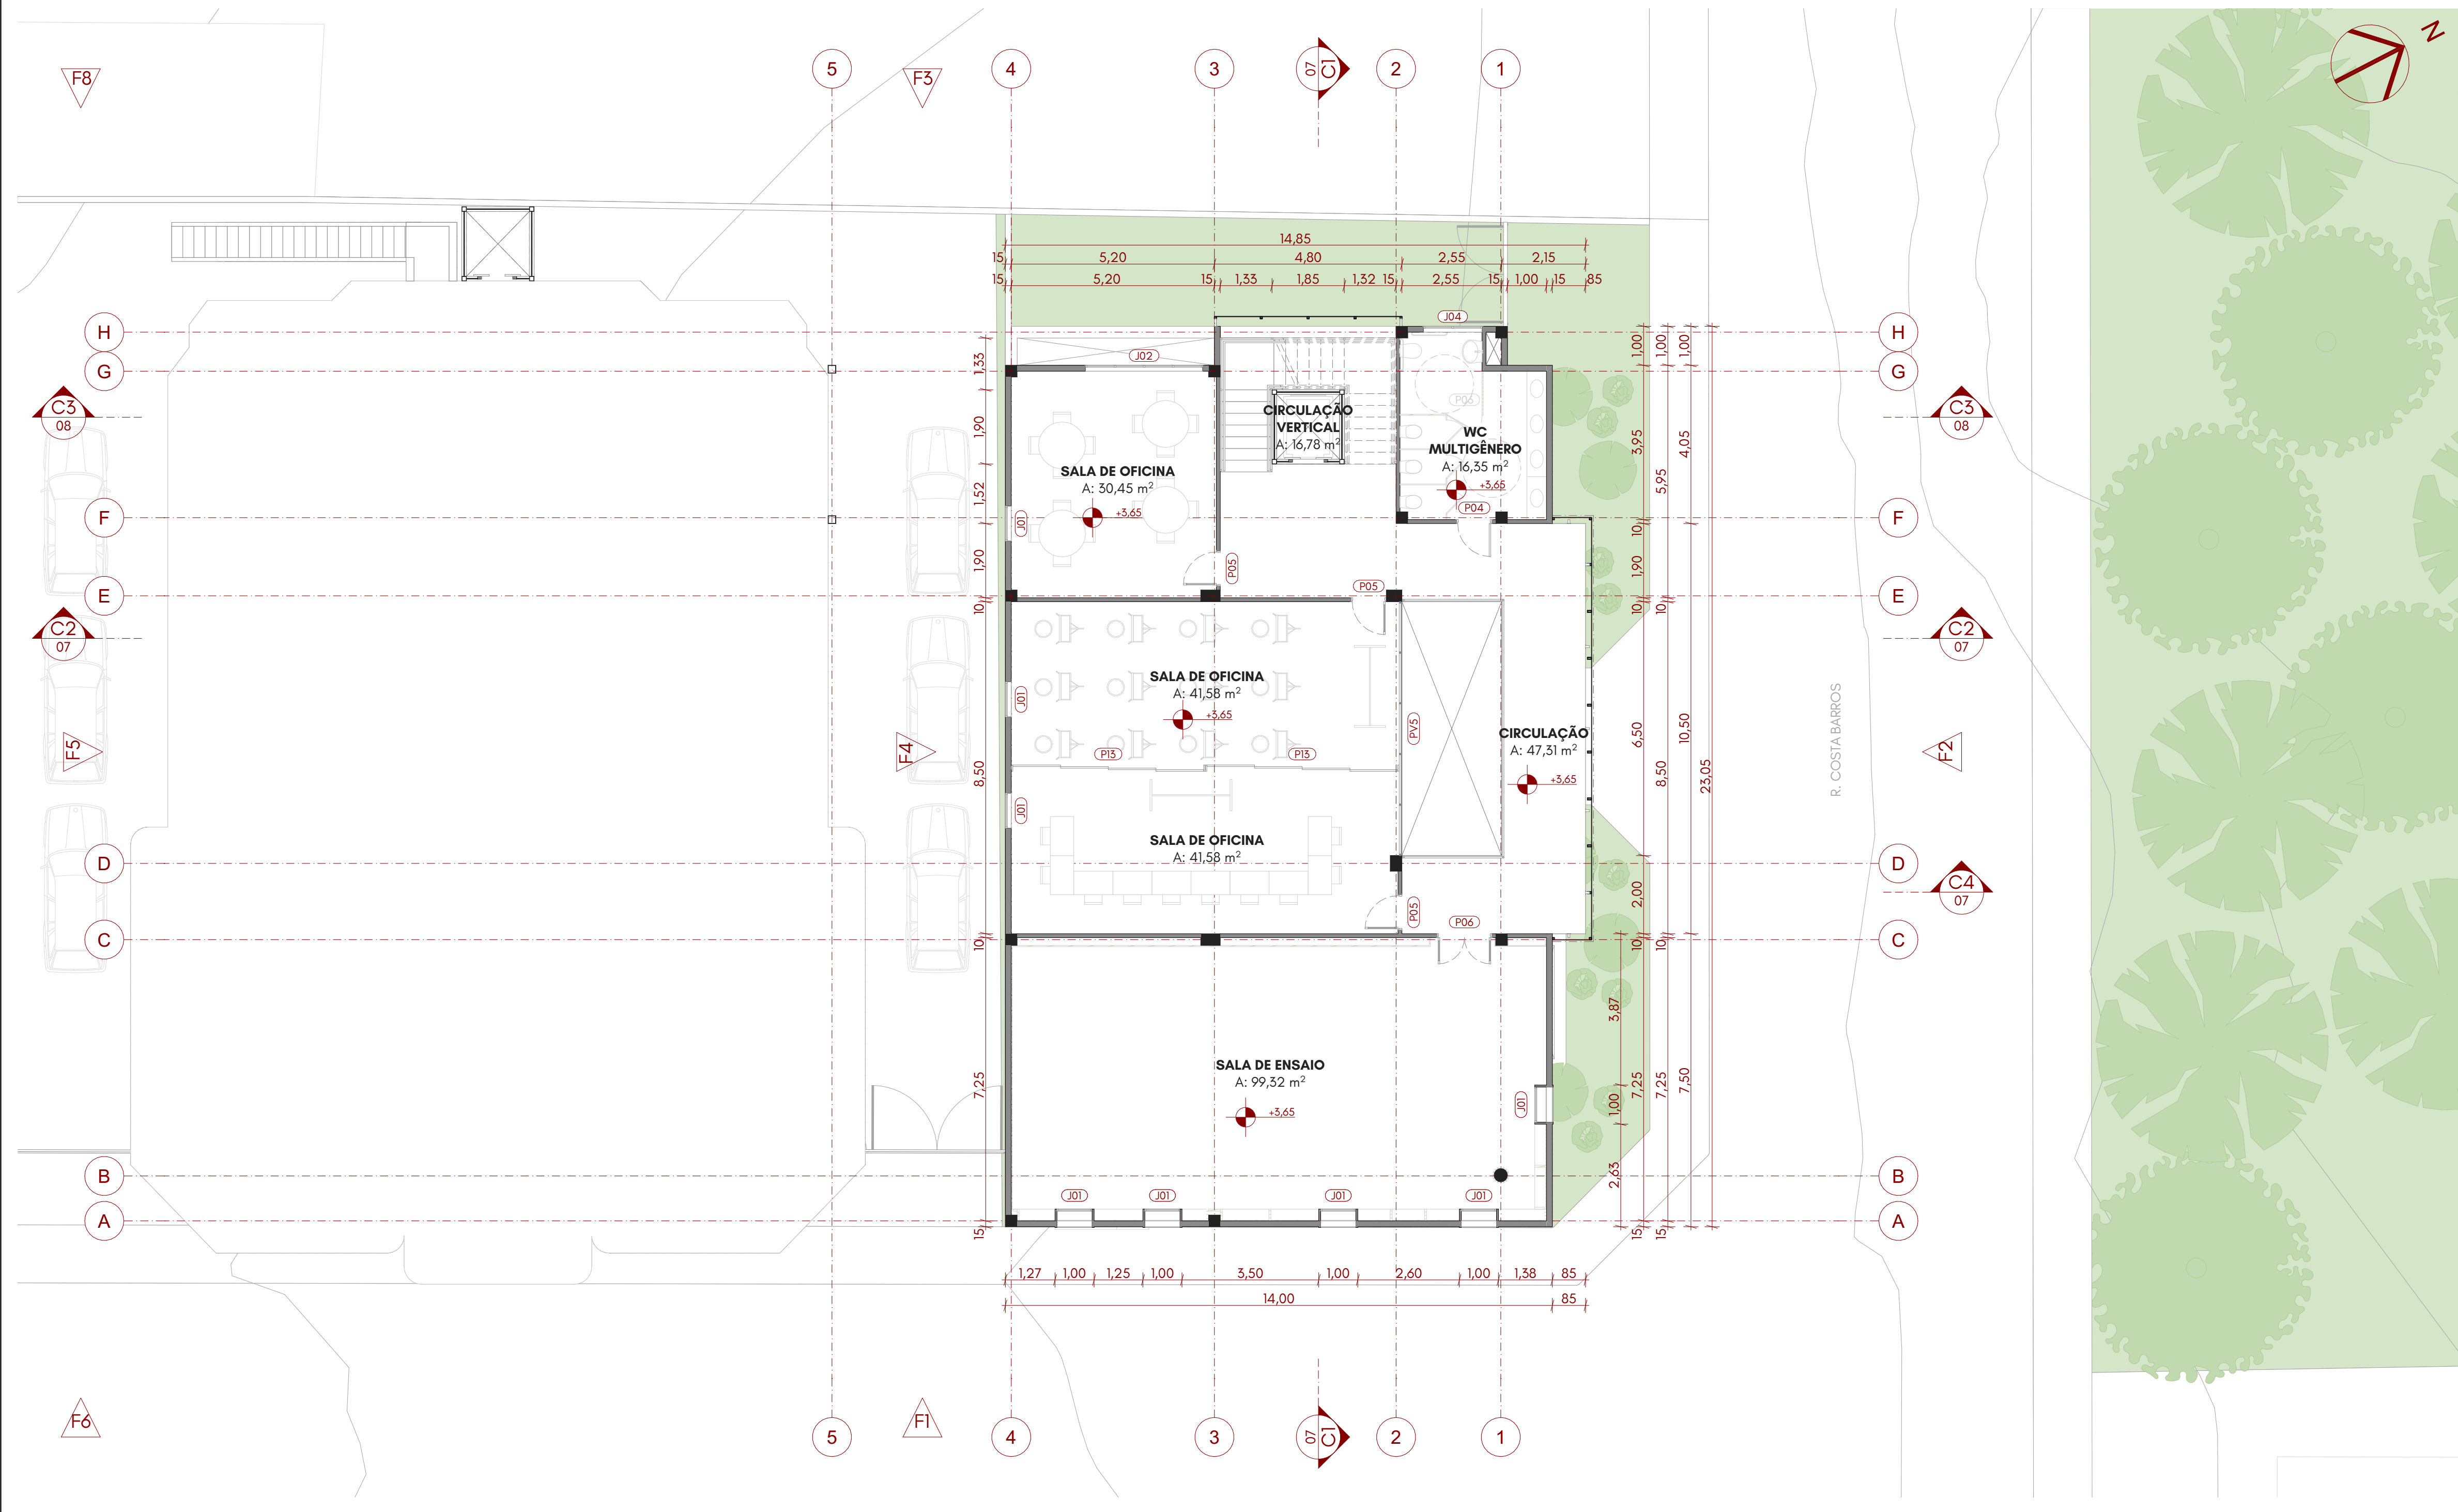 N
F8
5
F3
4
3
07
C1
2
1
14,85
15
5,20
4,80
2,55
2,15
15
5,20
15
1,33
1,85
1,32
15
2,55
15
1,00
15
85
H
J04
H
1,33
J02
1,00
1,00
1,00
G
G
C3
08
C3
08
CIRCULAÇÃO
VERTICAL
A: 16,78 m²
WC
MULTIGÊNERO
A: 16,35 m²
+3,65
P04
1,90
3,95
4,05
SALA DE OFICINA
A: 30,45 m²
+3,65
5,95
1,52
F
J01
10
F
1,90
P05
P05
1,90
E
10
10
10
E
C2
07
C2
07
SALA DE OFICINA
A: 41,58 m²
+3,65
J01
PV5
P13
P13
CIRCULAÇÃO
A: 47,31 m²
+3,65
6,50
10,50
8,50
23,05
R. COSTA BARROS
F5
F4
F2
8,50
J01
SALA DE OFICINA
A: 41,58 m²
D
D
C4
07
2,00
P05
P06
C
10
10
10
C
3,87
SALA DE ENSAIO
A: 99,32 m²
+3,65
7,25
J01
1,00
7,25
7,25
7,50
B
2,63
B
J01
J01
J01
J01
A
15
15
15
A
1,27
1,00
1,25
1,00
3,50
1,00
2,60
1,00
1,38
85
14,00
85
F6
F1
5
4
3
07
C1
2
1